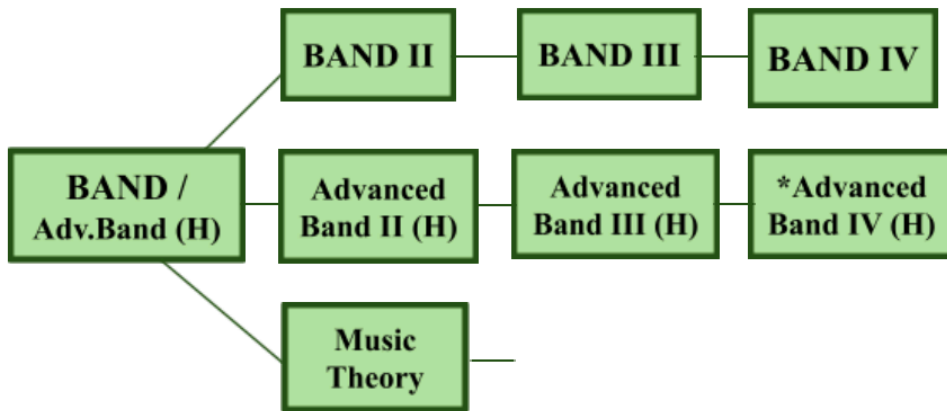 BAND II
BAND III
BAND IV
BAND /
Adv.Band (H)
Advanced
Band II (H)
Advanced
Band III (H)
*Advanced
Band IV (H)
Music
Theory